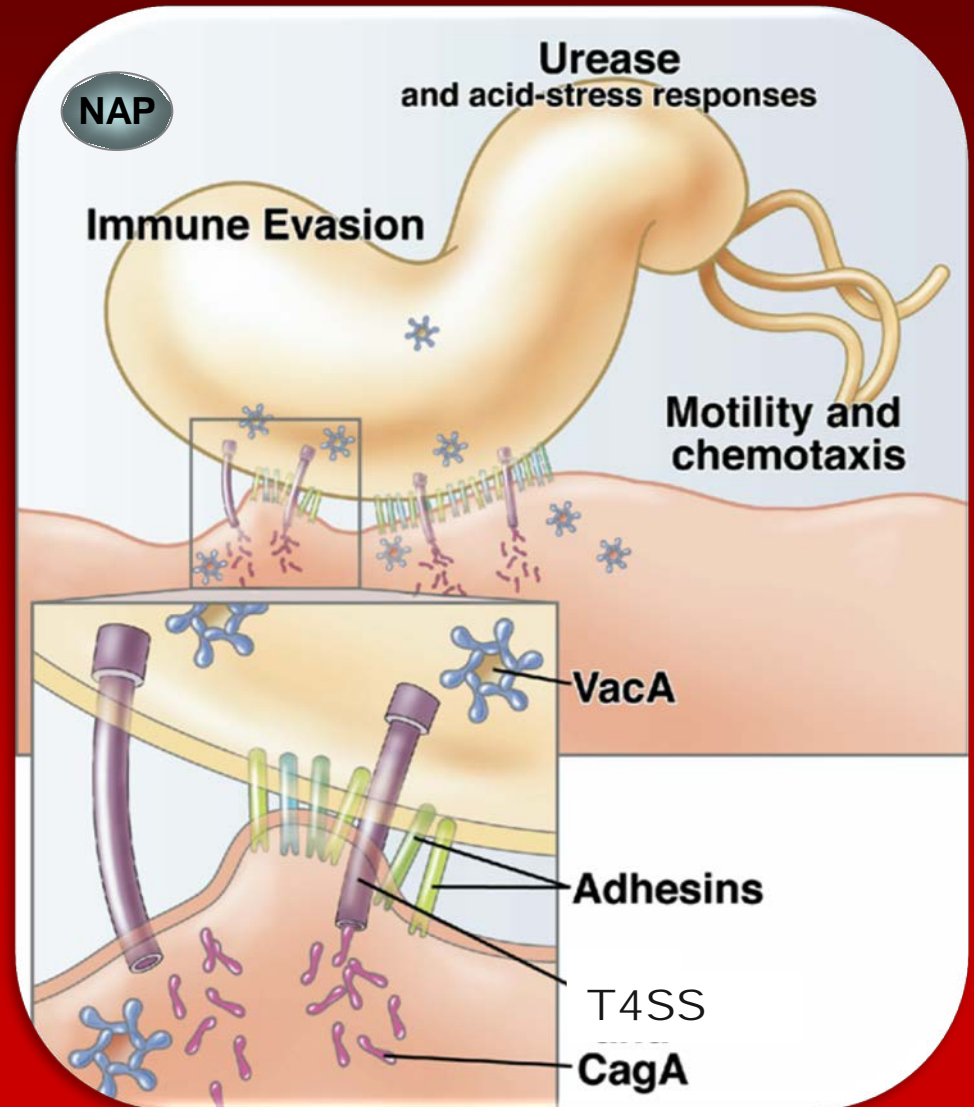 NAP
Urease
and acid-stress responses
Immune Evasion
Motility and
chemotaxis
VacA
Adhesins
T4SS
CagA